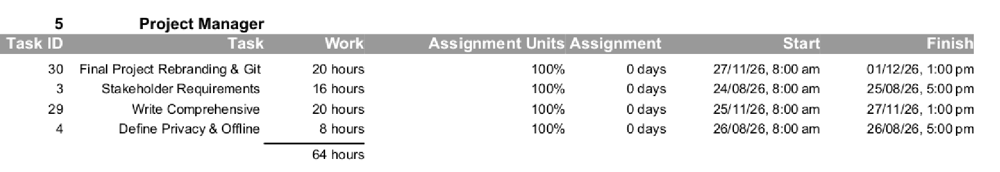 5 Project Manager
Task ID Task Work Assignment Units Assignment Start Finish
30 Final Project Rebranding & Git 20 hours 100% 0 days 27/11/26, 8:00 am 01/12/26, 1:00 pm
3 Stakeholder Requirements 16 hours 100% 0 days 24/08/26, 8:00 am 25/08/26, 5:00 pm
29 Write Comprehensive 20 hours 100% 0 days 25/11/26, 8:00 am 27/11/26, 1:00 pm
4 Define Privacy & Offline 8 hours 100% 0 days 26/08/26, 8:00 am 26/08/26, 5:00 pm
64 hours